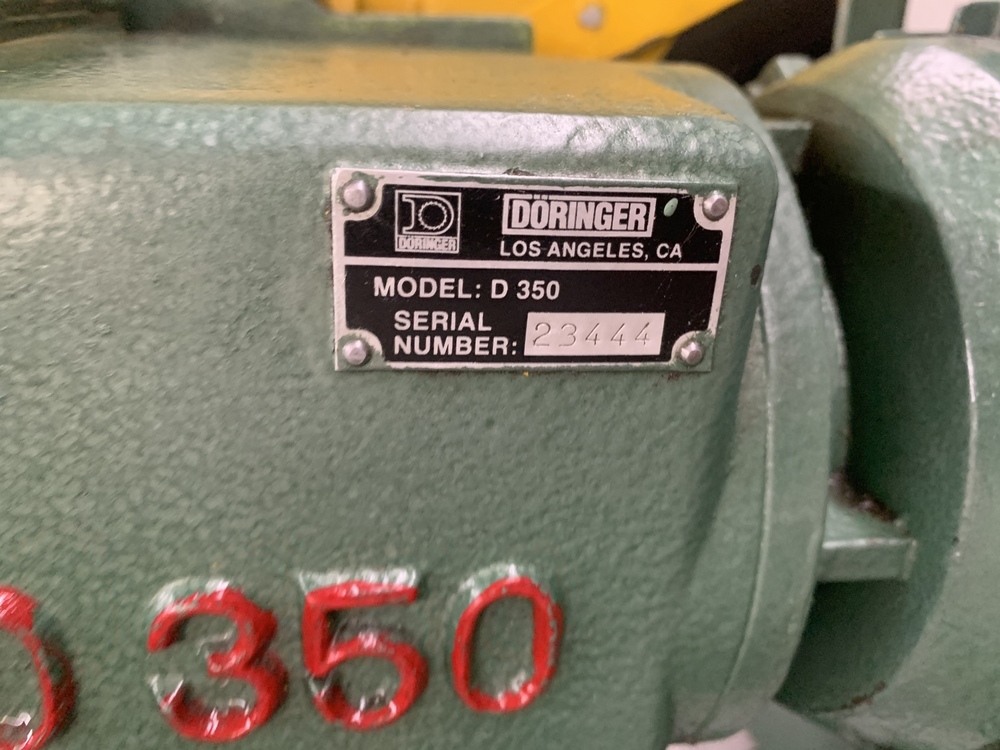 DÖRINGER
DÖRINGER
LOS ANGELES, CA
MODEL: D 350
SERIAL
NUMBER: 23444
D 350